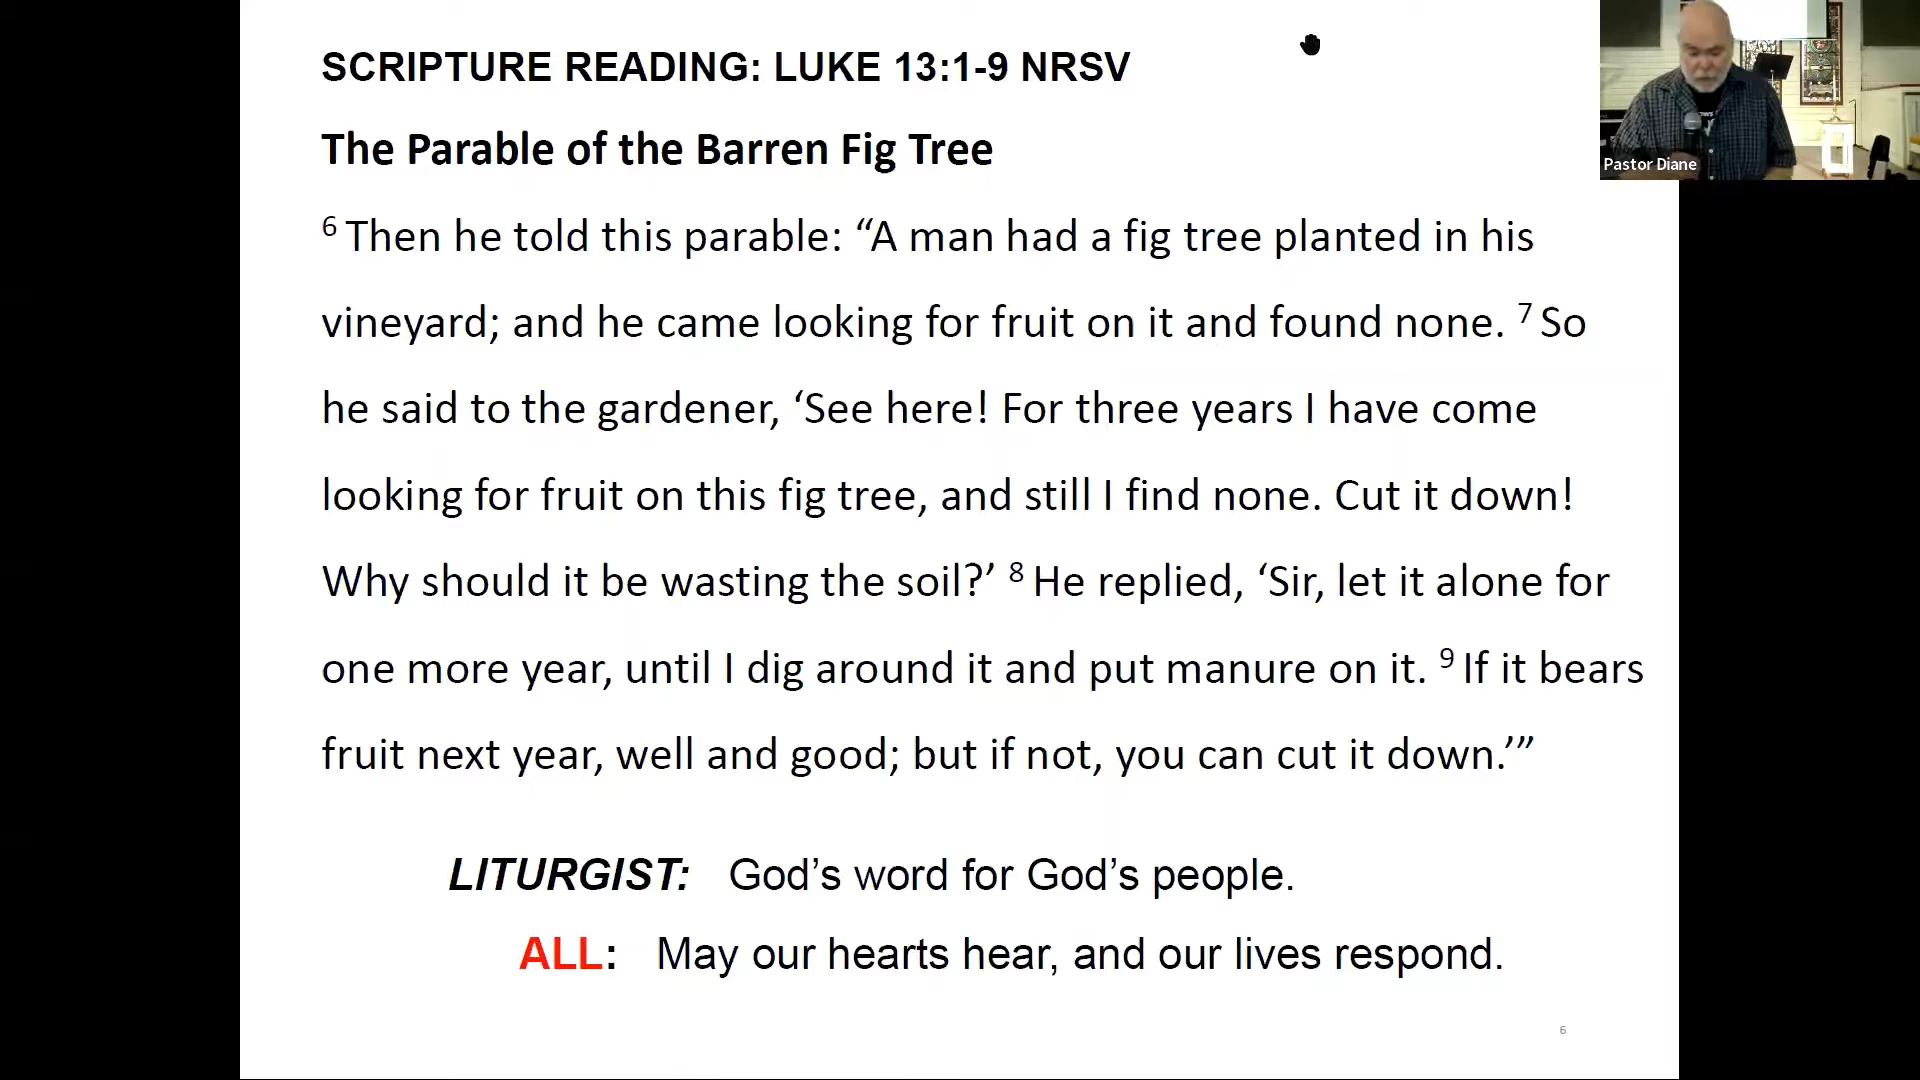 SCRIPTURE READING: LUKE 13:1-9 NRSV
The Parable of the Barren Fig Tree
6 Then he told this parable: “A man had a fig tree planted in his
vineyard; and he came looking for fruit on it and found none. 7 So
he said to the gardener, ‘See here! For three years I have come
looking for fruit on this fig tree, and still I find none. Cut it down!
Why should it be wasting the soil?’ 8 He replied, ‘Sir, let it alone for
one more year, until I dig around it and put manure on it. 9 If it bears
fruit next year, well and good; but if not, you can cut it down.’”
LITURGIST: God’s word for God’s people.
ALL: May our hearts hear, and our lives respond.
6
Pastor Diane